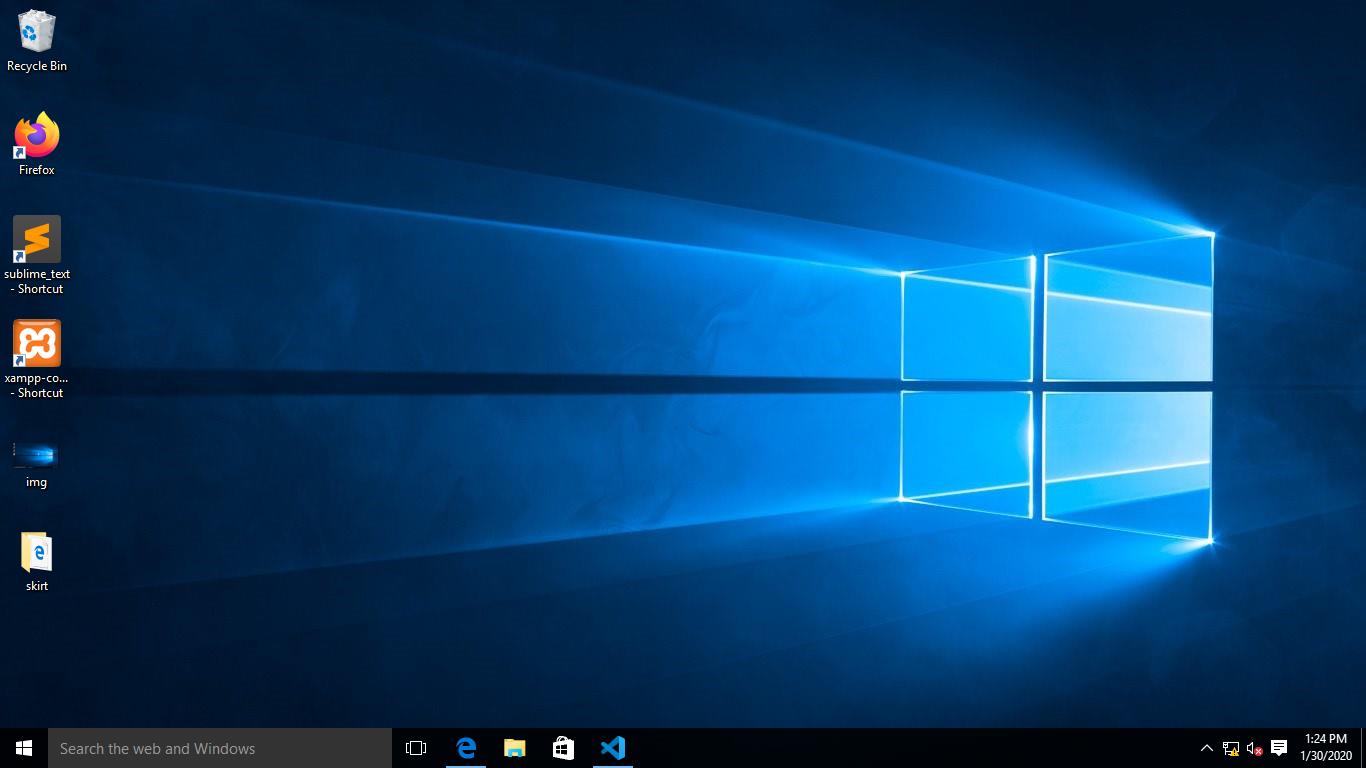 Recycle Bin
Firefox
sublime_text
- Shortcut
xampp-co...
- Shortcut
img
skirt
Search the web and Windows
1:24 PM
1/30/2020